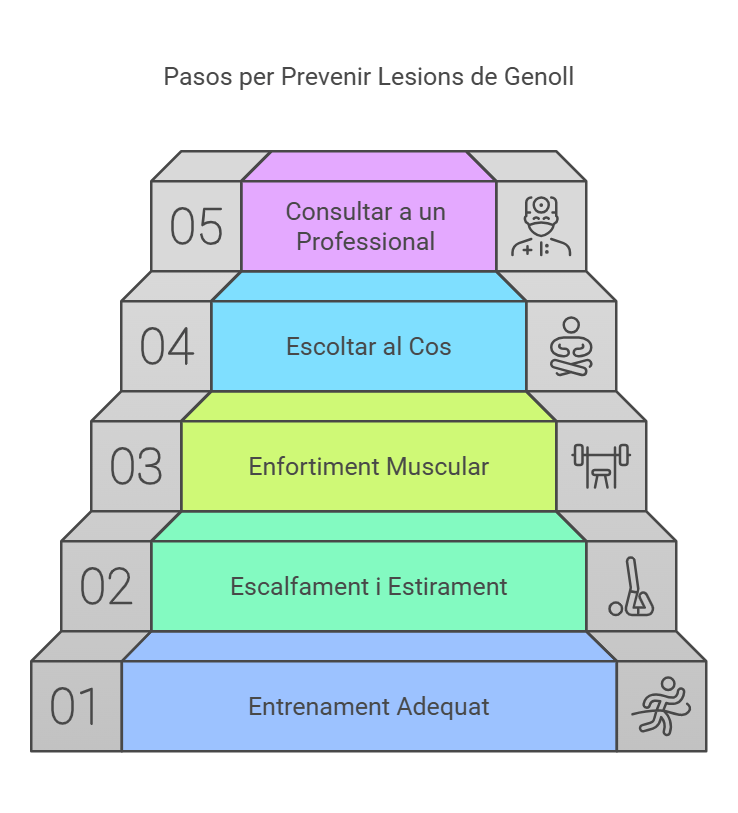 Pasos per Prevenir Lesions de Genoll
05
Consultar a un
Professional
04
Escoltar al Cos
03
Enfortiment Muscular
02
Escalfament i Estirament
01
Entrenament Adequat